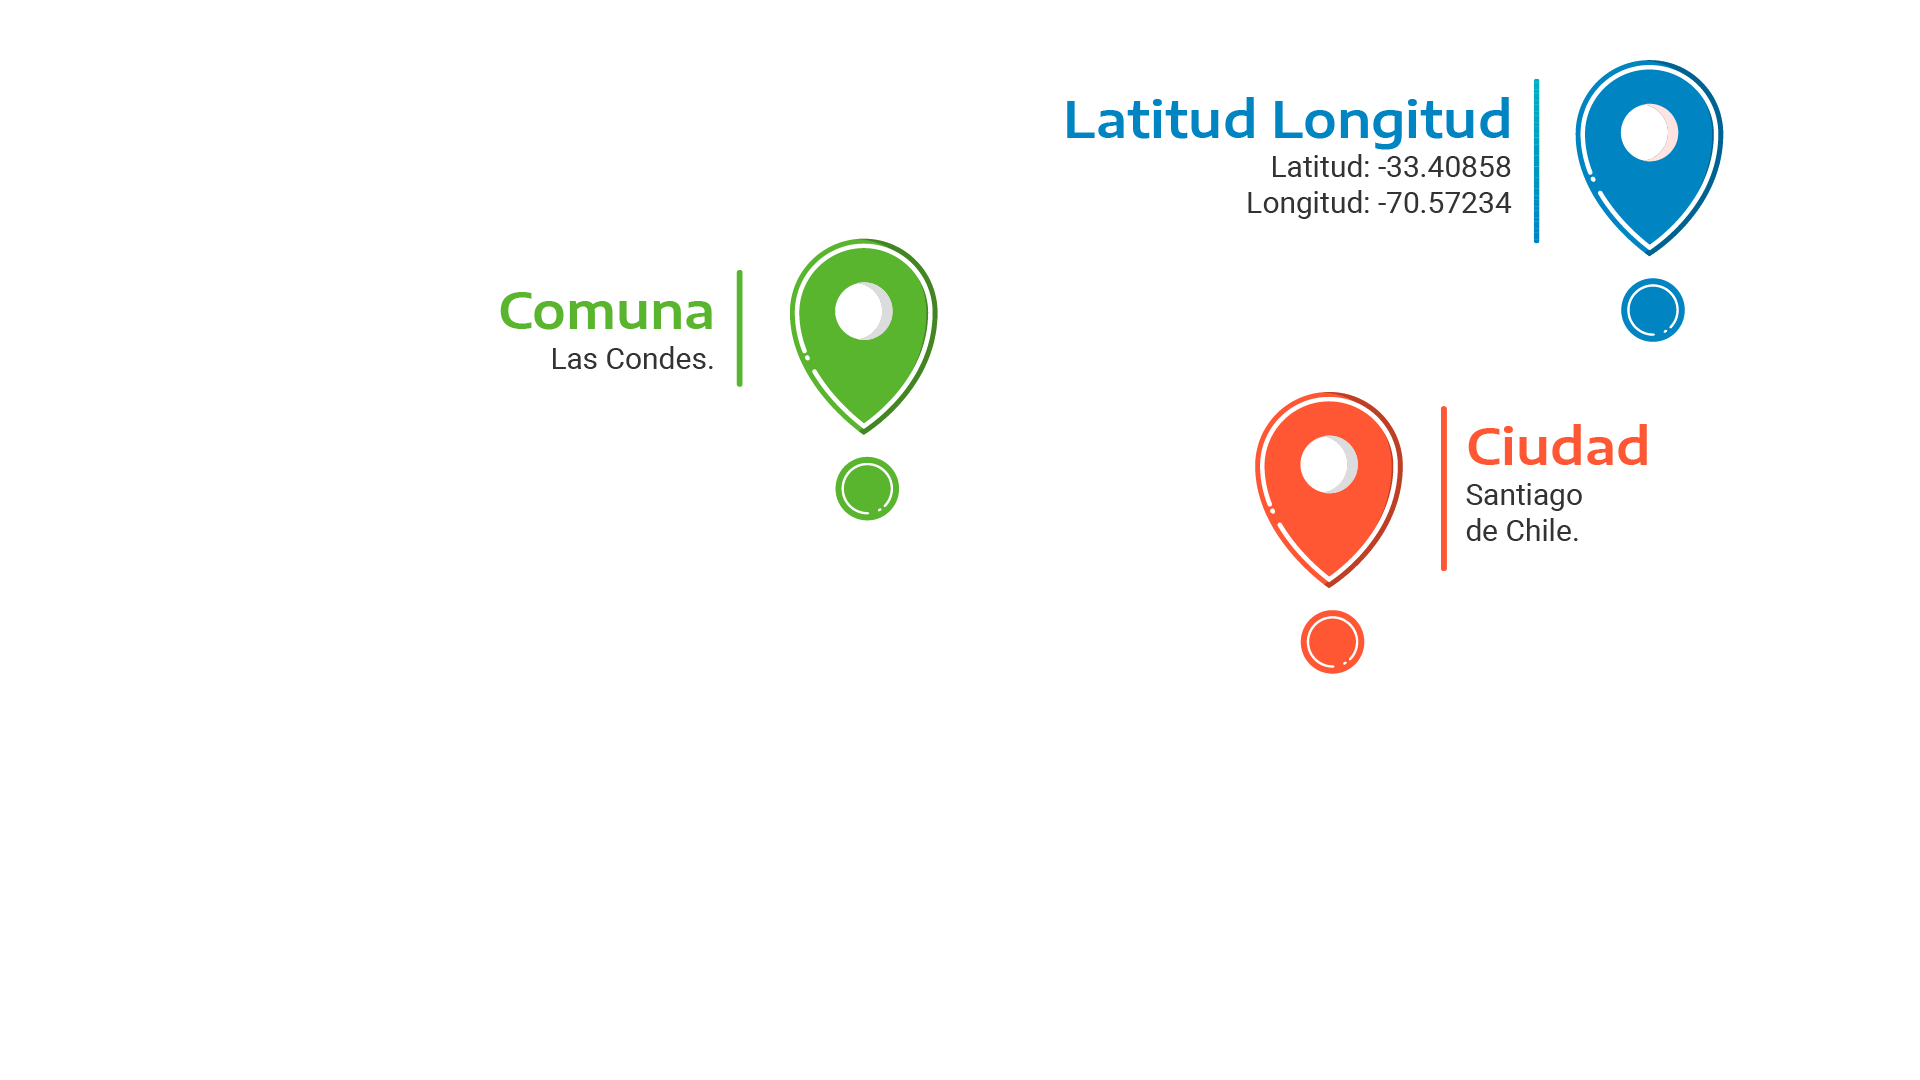 Latitud Longitud
Latitud: -33.40858
Longitud: -70.57234
Comuna
Las Condes.
Ciudad
Santiago
de Chile.